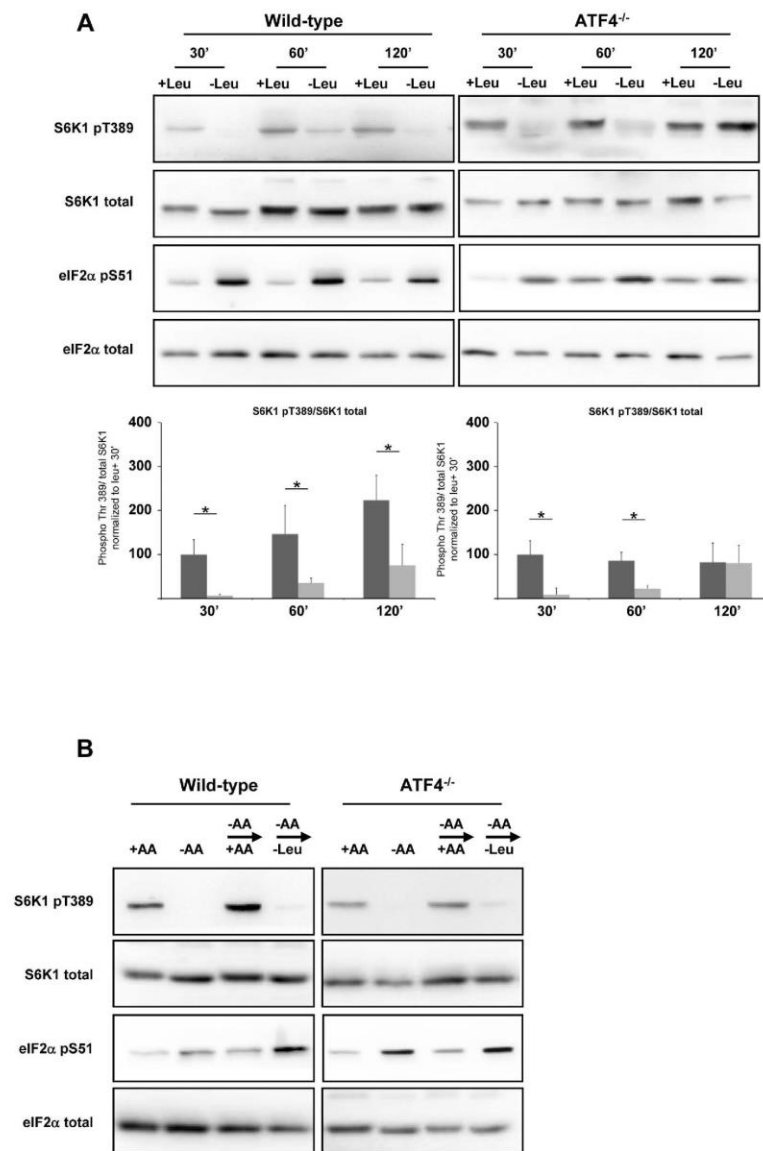 A
Wild-type ATF4-/-
30' 60' 120' 30' 60' 120'
+Leu -Leu +Leu -Leu +Leu -Leu +Leu -Leu +Leu -Leu +Leu -Leu
S6K1 pT389
S6K1 total
eIF2α pS51
eIF2α total
S6K1 pT389/S6K1 total S6K1 pT389/S6K1 total
Phospho Thr 389/ total S6K1
normalized to leu+ 30'
400
300
200
100
* * *
30' 60' 120'
Phospho Thr 389/ total S6K1
normalized to leu+ 30'
400
300
200
100
* *
30' 60' 120'
B
Wild-type ATF4-/-
-AA -AA -AA -AA
+AA -AA +AA -Leu +AA -AA +AA -Leu
S6K1 pT389
S6K1 total
eIF2α pS51
eIF2α total